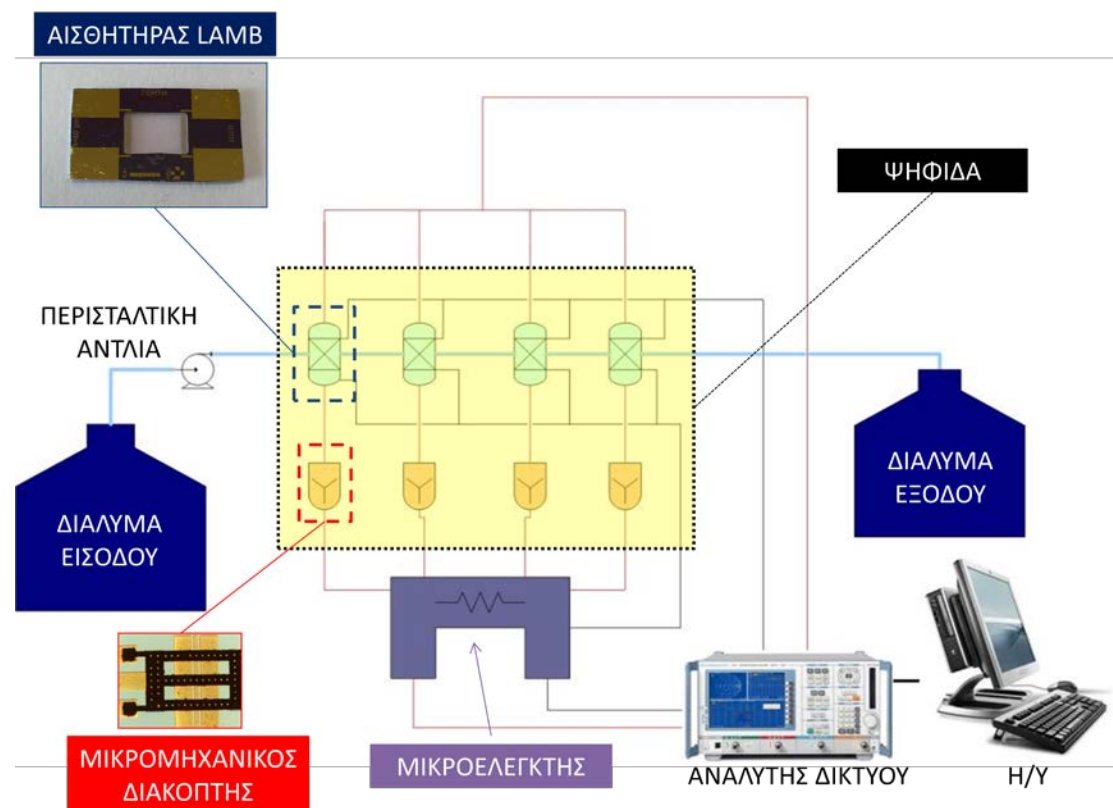 ΑΙΣΘΗΤΗΡΑΣ LAMB
ΨΗΦΙΔΑ
ΠΕΡΙΣΤΑΛΤΙΚΗ
ΑΝΤΛΙΑ
ΔΙΑΛΥΜΑ
ΕΙΣΟΔΟΥ
ΔΙΑΛΥΜΑ
ΕΞΟΔΟΥ
ΜΙΚΡΟΜΗΧΑΝΙΚΟΣ
ΔΙΑΚΟΠΤΗΣ
ΜΙΚΡΟΕΛΕΓΚΤΗΣ
ΑΝΑΛΥΤΗΣ ΔΙΚΤΥΟΥ
Η/Υ